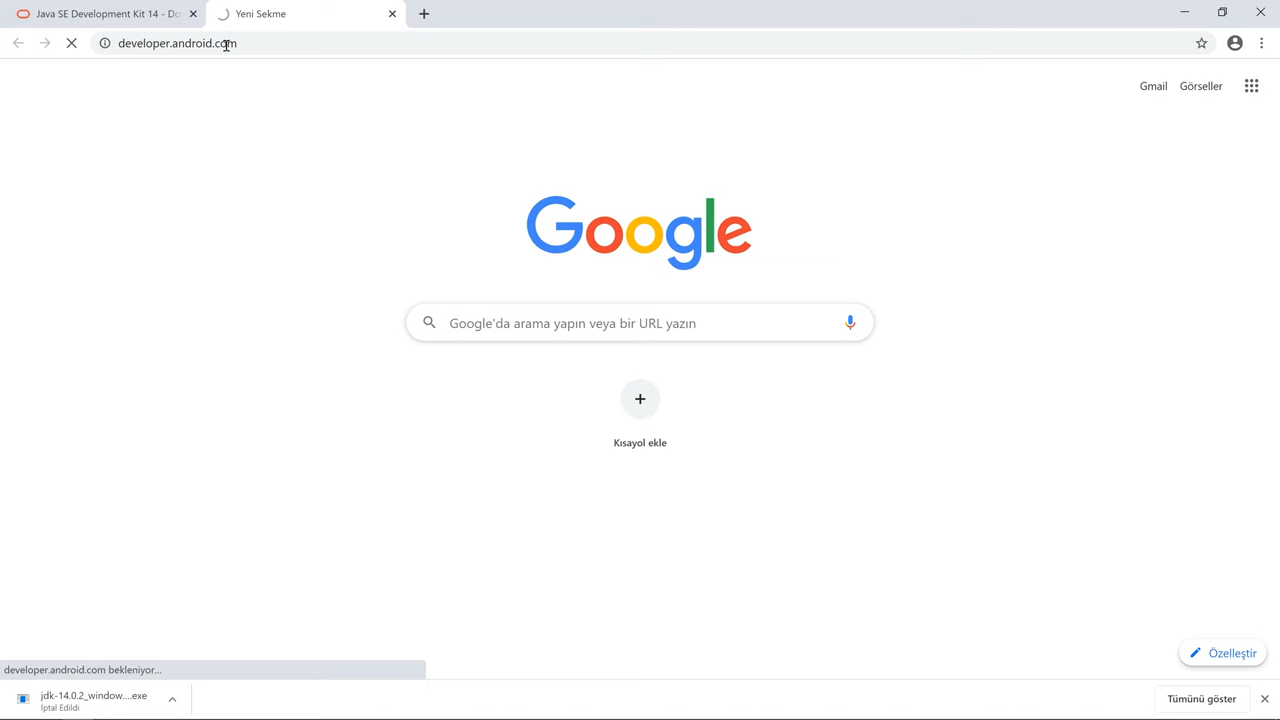 Java SE Development Kit 14 - Do
Yeni Sekme
developer.android.com
Gmail
Görseller
Google
Google'da arama yapın veya bir URL yazın
Kısayol ekle
Özelleştir
developer.android.com bekleniyor...
jdk-14.0.2_window....exe
İptal Edildi
Tümünü göster